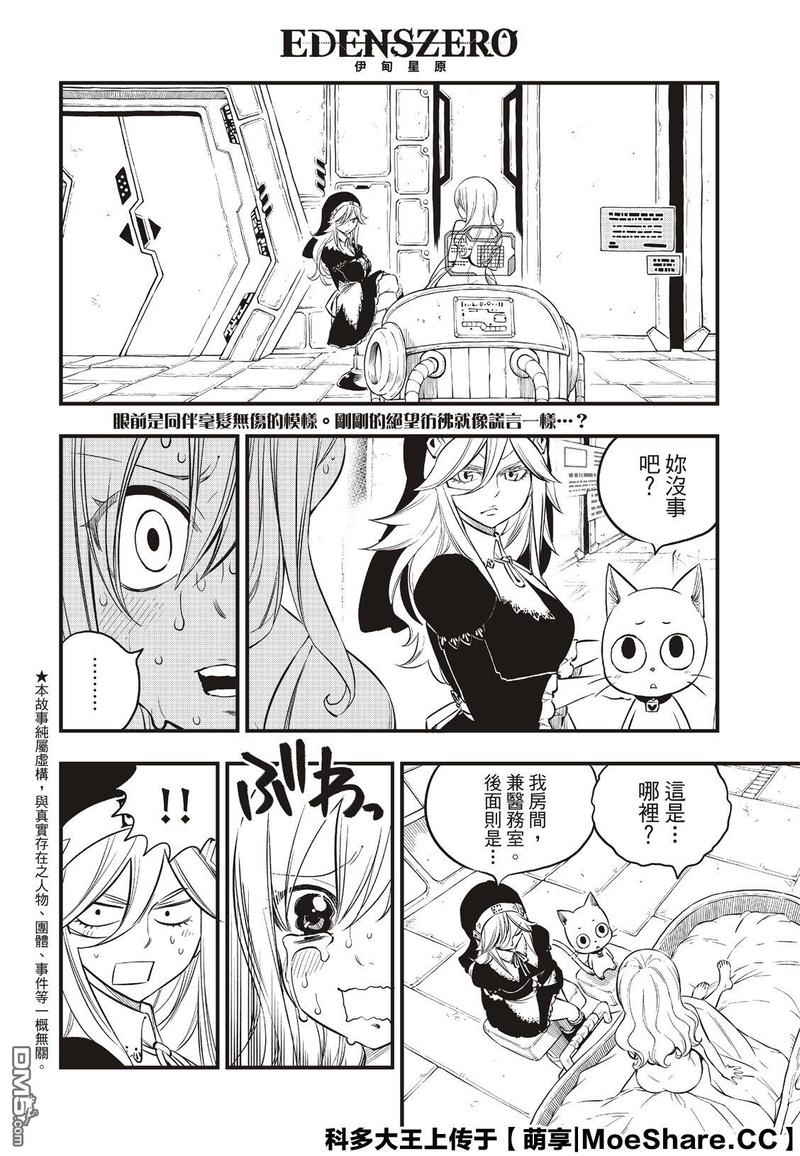 EDENSZERO
伊甸星原
眼前是同伴毫髮無傷的模樣。剛剛的絕望彷彿就像謊言一樣…？
妳沒事
吧？
………
這是…
哪裡？
我房間，
兼醫務室。
後面則是…
ぶわっ
!!
★本故事純屬虛構，與真實存在之人物、團體、事件等一概無關。
DM5.com
科多大王上传于【萌享|MoeShare.CC】